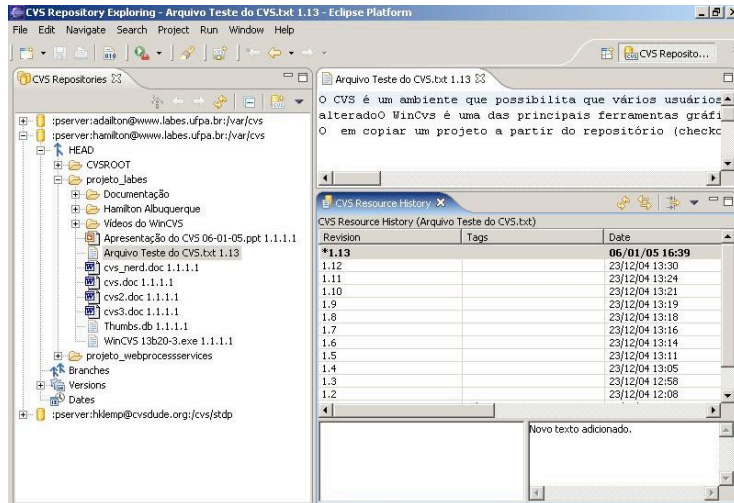 CVS Repository Exploring - Arquivo Teste do CVS.txt 1.13 - Eclipse Platform
File Edit Navigate Search Project Run Window Help
CVS Reposito...
CVS Repositories
:pserver:adailton@www.labes.ufpa.br:/var/cvs
:pserver:hamilton@www.labes.ufpa.br:/var/cvs
HEAD
CVSROOT
projeto_labes
Documentação
Hamilton Albuquerque
Vídeos do WinCVS
Apresentação do CVS 06-01-05.ppt 1.1.1.1
Arquivo Teste do CVS.txt 1.13
cvs_nerd.doc 1.1.1.1
cvs.doc 1.1.1.1
cvs2.doc 1.1.1.1
cvs3.doc 1.1.1.1
Thumbs.db 1.1.1.1
WinCVS 13b20-3.exe 1.1.1.1
projeto_webprocessservices
Branches
Versions
Dates
:pserver:hklemp@cvsdude.org:/cvs/stdp
Arquivo Teste do CVS.txt 1.13
O CVS é um ambiente que possibilita que vários usuários
alteradoO WinCvs é uma das principais ferramentas gráfi
O em copiar um projeto a partir do repositório (checko
CVS Resource History
CVS Resource History (Arquivo Teste do CVS.txt)
Revision Tags Date
*1.13 06/01/05 16:39
1.12 23/12/04 13:30
1.11 23/12/04 13:24
1.10 23/12/04 13:21
1.9 23/12/04 13:19
1.8 23/12/04 13:18
1.7 23/12/04 13:16
1.6 23/12/04 13:14
1.5 23/12/04 13:11
1.4 23/12/04 13:05
1.3 23/12/04 12:58
1.2 23/12/04 12:08
Novo texto adicionado.